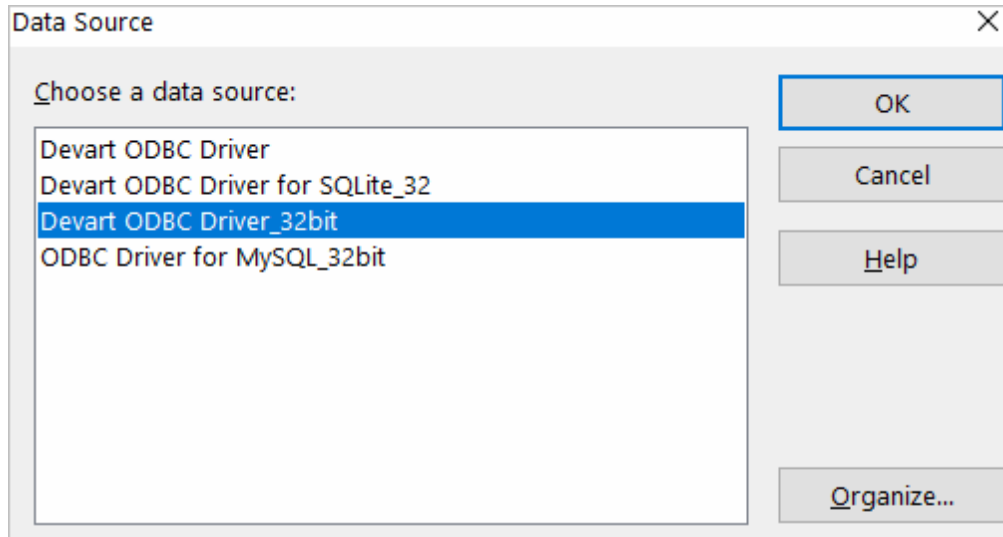 Data Source
Choose a data source:
OK
Devart ODBC Driver
Devart ODBC Driver for SQLite_32
Cancel
Devart ODBC Driver_32bit
ODBC Driver for MySQL_32bit
Help
Organize...